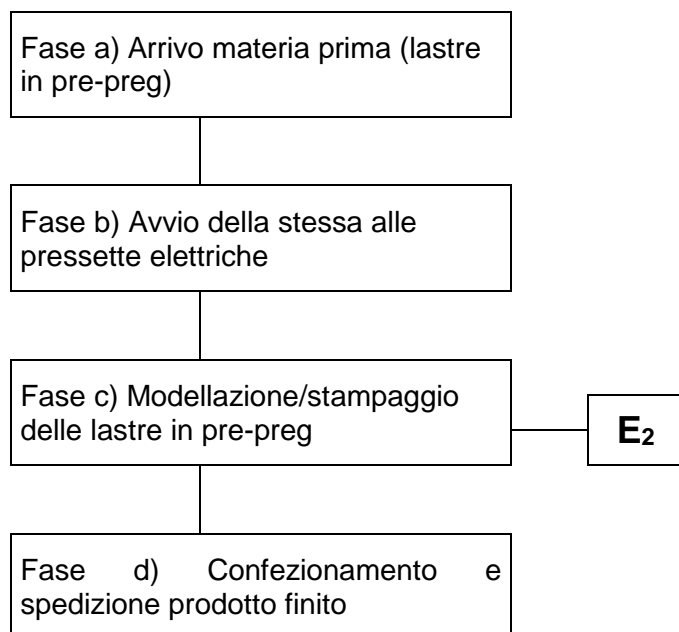 Fase a) Arrivo materia prima (lastre
in pre-preg)
Fase b) Avvio della stessa alle
pressette elettriche
Fase c) Modellazione/stampaggio
delle lastre in pre-preg
E₂
Fase d) Confezionamento e
spedizione prodotto finito